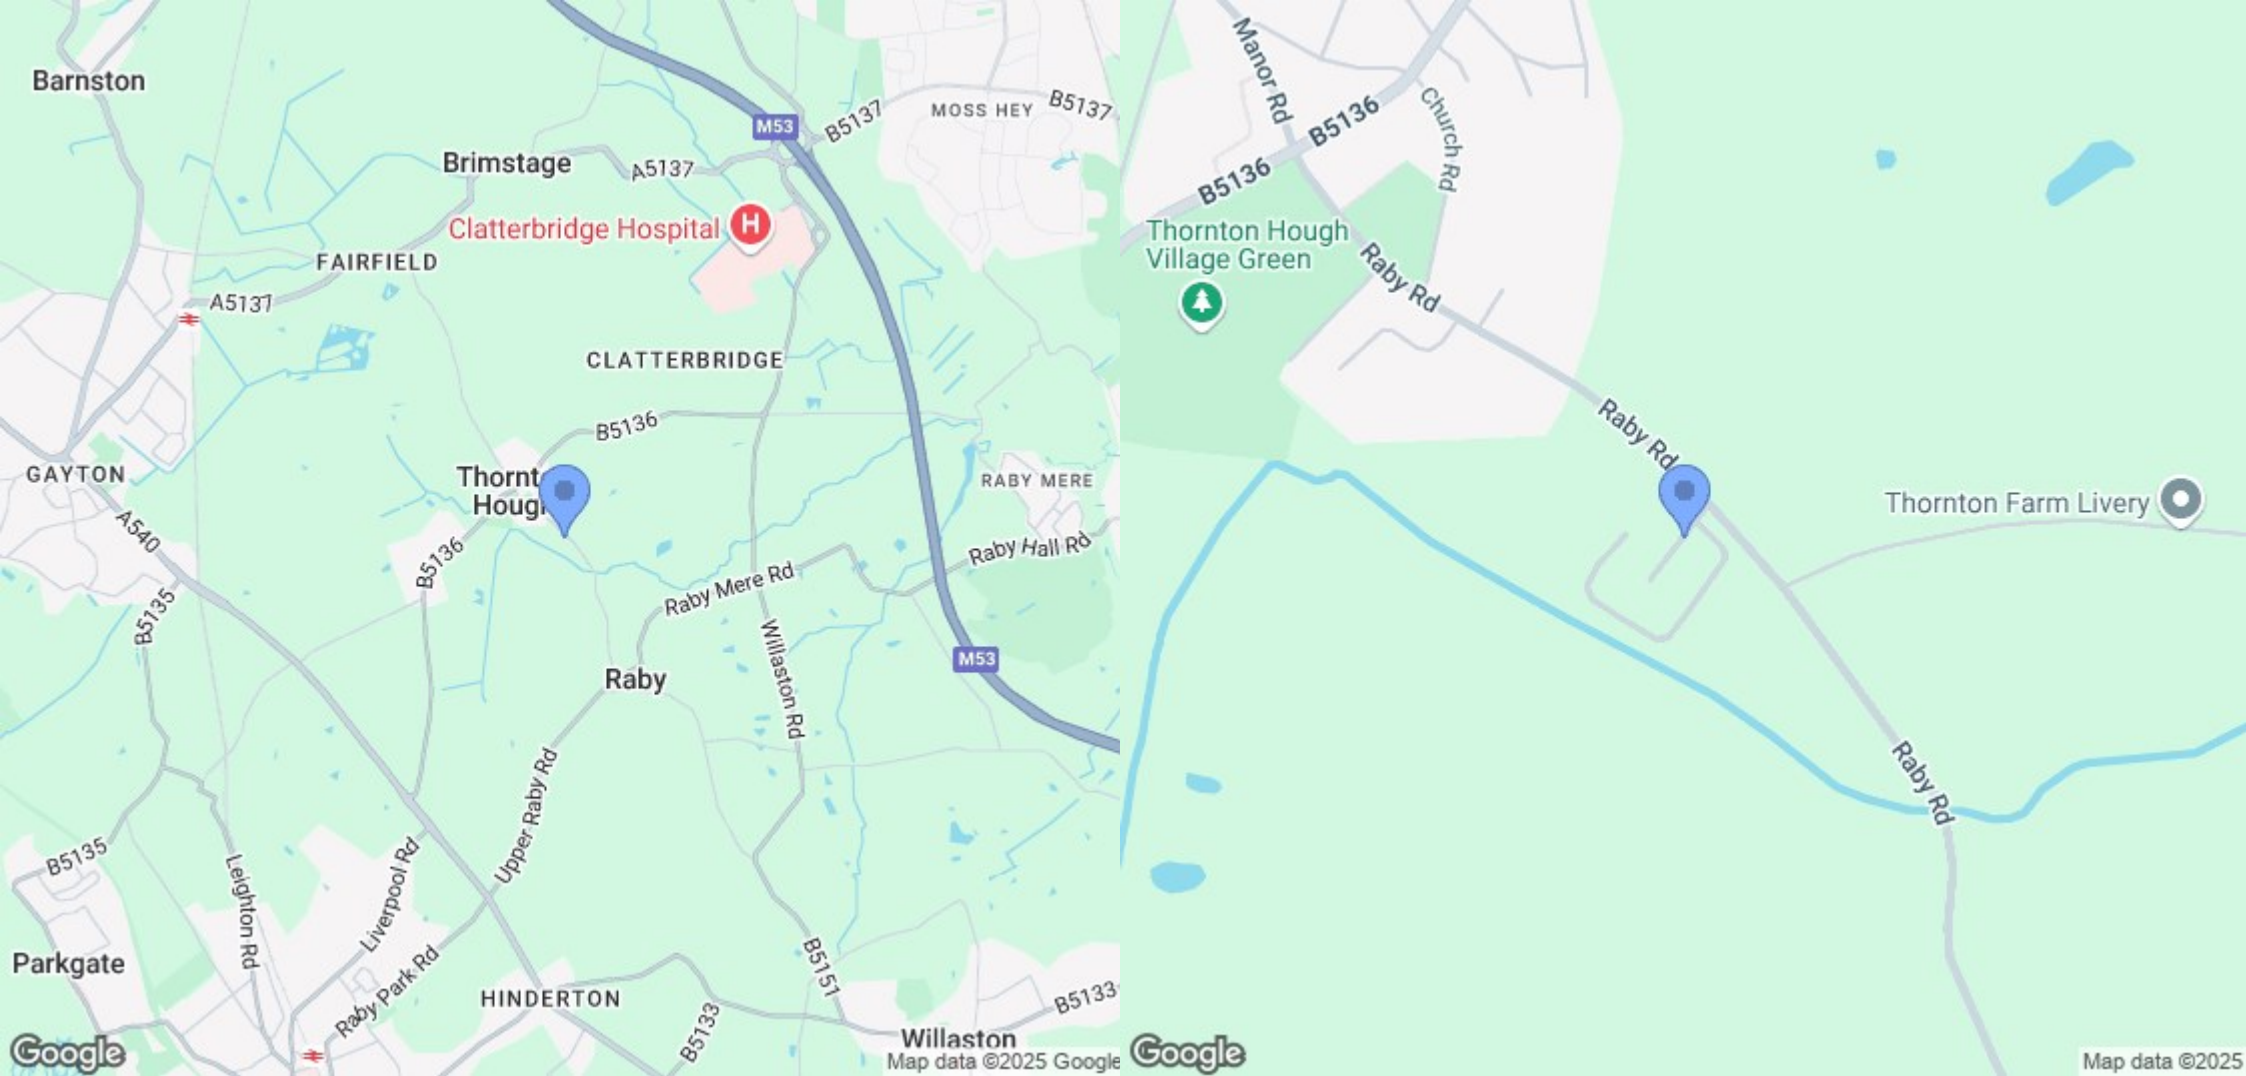 Barnston
M53
B5137
MOSS HEY
B5137
Brimstage
A5137
Clatterbridge Hospital
H
FAIRFIELD
A5137
CLATTERBRIDGE
B5136
GAYTON
Thornt
Hough
RABY MERE
A540
B5136
Raby Hall Rd
Raby Mere Rd
B5135
Willaston Rd
M53
Raby
Upper Raby Rd
B5135
Leighton Rd
Liverpool Rd
Parkgate
Raby Park Rd
HINDERTON
B5151
B5133
B5133
Willaston
Google
Map data ©2025 Google
Manor Rd
B5136
Church Rd
B5136
Thornton Hough
Village Green
Raby Rd
Raby Rd
Thornton Farm Livery
Raby Rd
Google
Map data ©2025